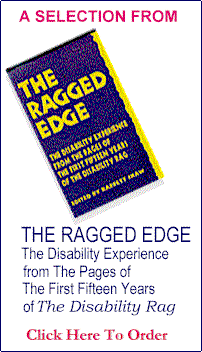 A SELECTION FROM
THE
RAGGED
EDGE
THE DISABILITY EXPERIENCE
FROM THE PAGES OF
THE FIRST FIFTEEN YEARS
OF THE DISABILITY RAG
EDITED BY BARRETT SHAW
THE RAGGED EDGE
The Disability Experience
from The Pages of
The First Fifteen Years
of The Disability Rag
Click Here To Order